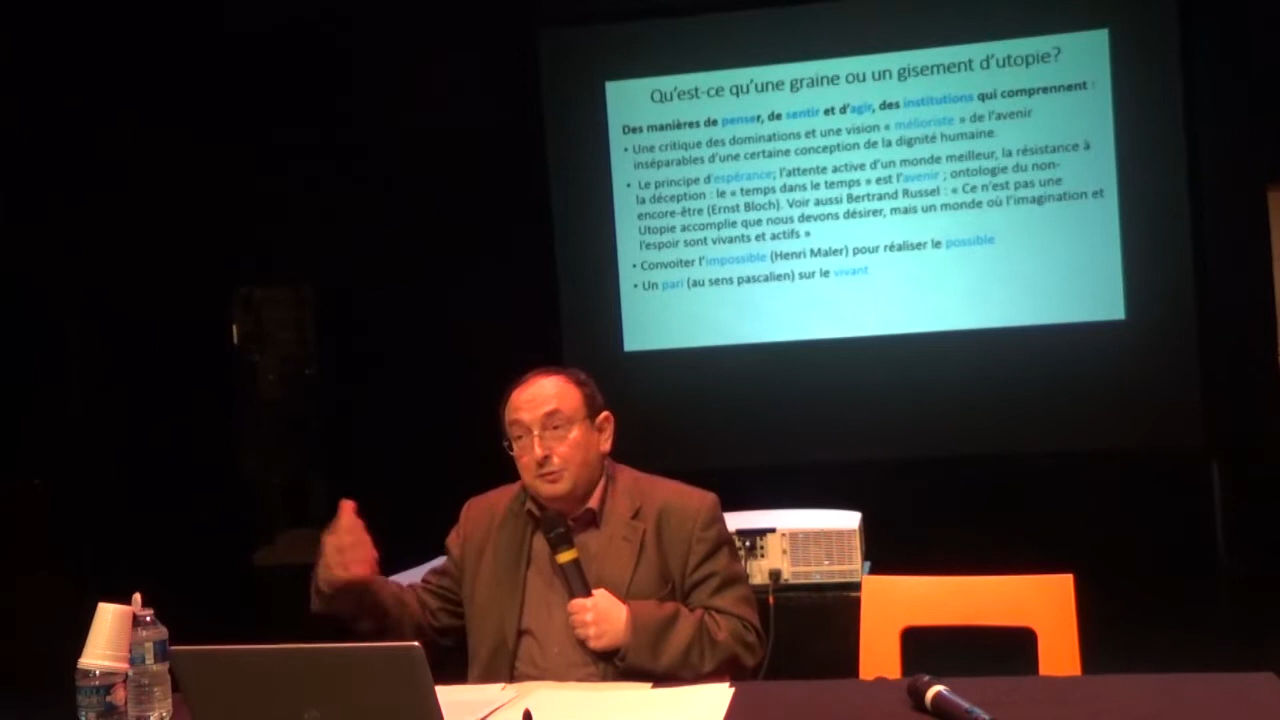 Qu'est-ce qu'une graine ou un gisement d'utopie?
Des manières de penser, de sentir et d'agir, des institutions qui comprennent :
• Une critique des dominations et une vision « mélioriste » de l'avenir
inséparables d'une certaine conception de la dignité humaine.
• Le principe d'espérance; l'attente active d'un monde meilleur, la résistance à
la déception : le « temps dans le temps » est l'avenir ; ontologie du non-
encore-être (Ernst Bloch). Voir aussi Bertrand Russel : « Ce n'est pas une
Utopie accomplie que nous devons désirer, mais un monde où l'imagination et
l'espoir sont vivants et actifs »
• Convoiter l'impossible (Henri Maler) pour réaliser le possible
• Un pari (au sens pascalien) sur le vivant